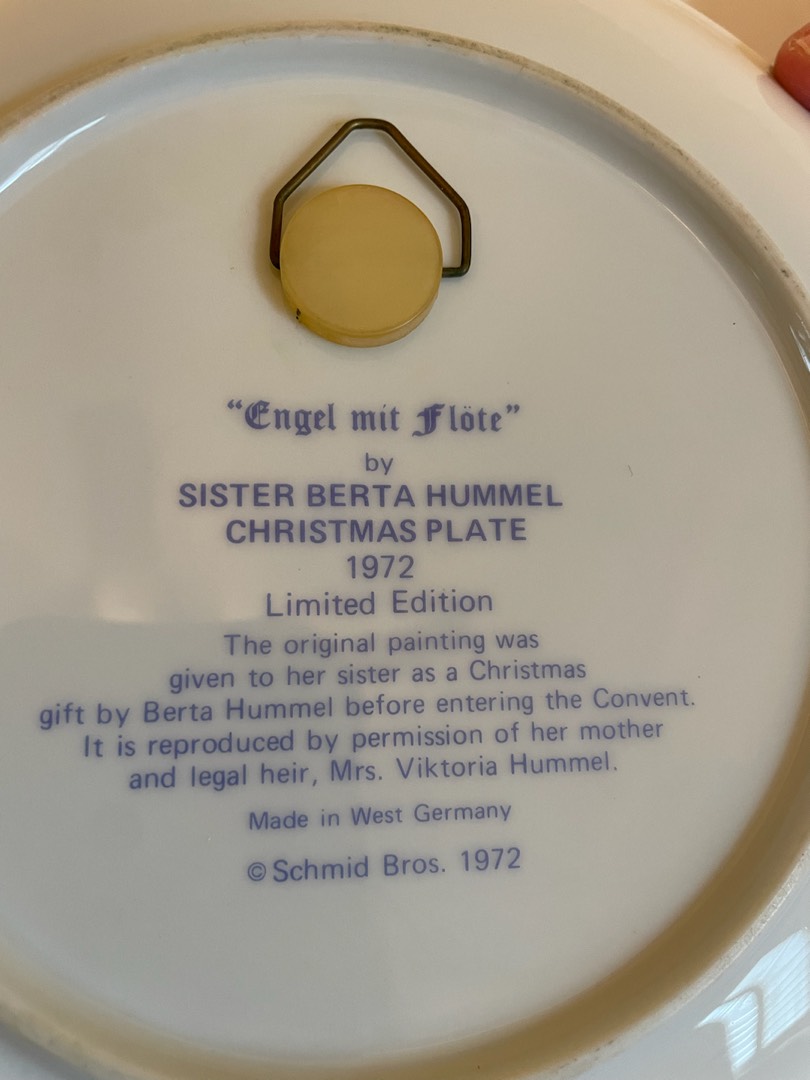 “Engel mit Flöte”
by
SISTER BERTA HUMMEL
CHRISTMAS PLATE
1972
Limited Edition
The original painting was
given to her sister as a Christmas
gift by Berta Hummel before entering the Convent.
It is reproduced by permission of her mother
and legal heir, Mrs. Viktoria Hummel.
Made in West Germany
© Schmid Bros. 1972